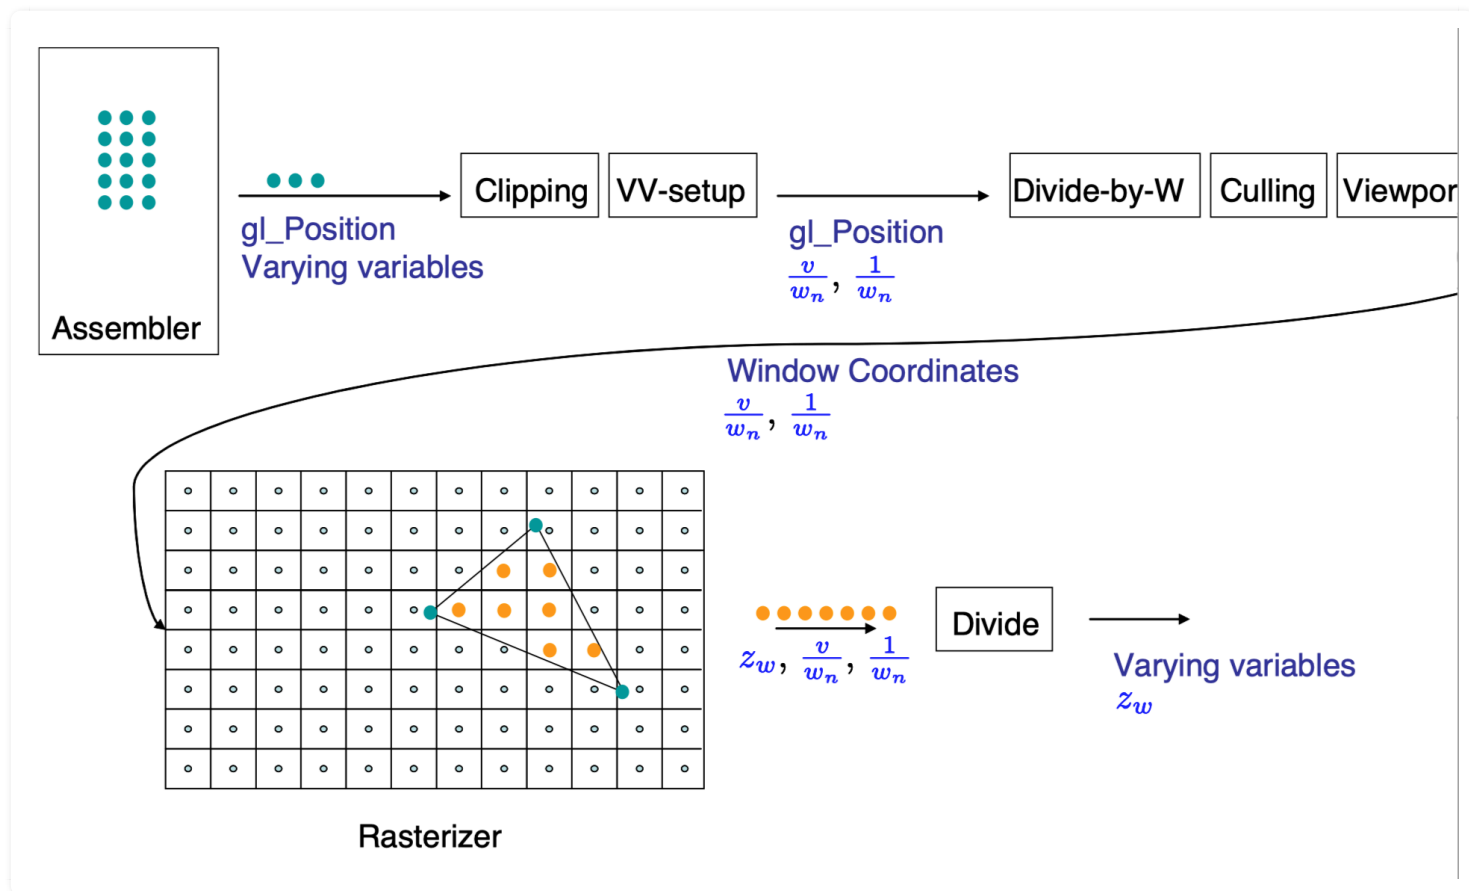 Assembler
gl_Position
Varying variables
Clipping
VV-setup
gl_Position
v/w_n, 1/w_n
Divide-by-W
Culling
Viewpor
Window Coordinates
v/w_n, 1/w_n
Rasterizer
z_w, v/w_n, 1/w_n
Divide
Varying variables
z_w